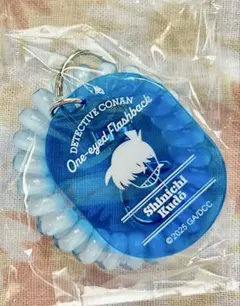 DETECTIVE CONAN
One-eyed Flashback
Shinichi
Kudo
©2025 GA/DCC